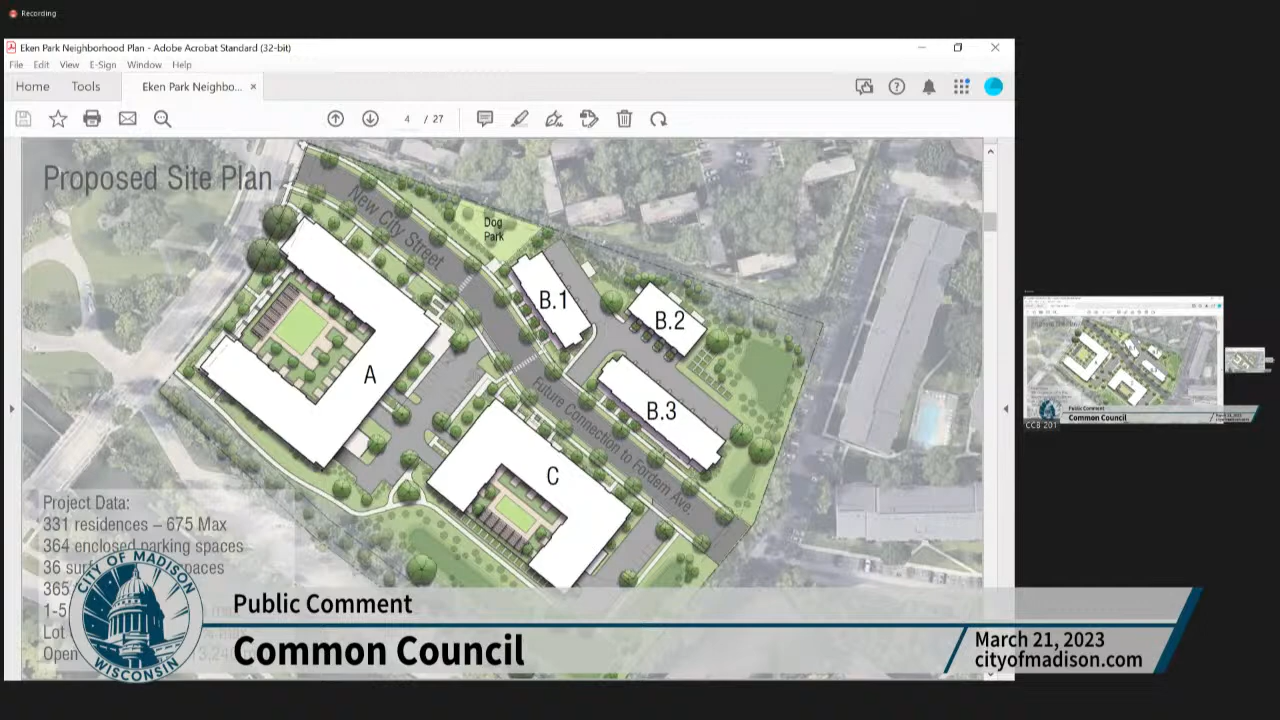 Recording
Eken Park Neighborhood Plan - Adobe Acrobat Standard (32-bit)
File Edit View E-Sign Window Help
Home Tools Eken Park Neighbo... ×
4 / 27
Proposed Site Plan
New City Street
Dog
Park
B.1
B.2
A
B.3
Future Connection to Fordem Ave.
C
Project Data:
331 residences – 675 Max
364 enclosed parking spaces
36 paces
365
1-5
Lot
Open
CITY OF MADISON
WISCONSIN
Public Comment
Common Council
March 21, 2023
cityofmadison.com
Public Comment
Common Council
March 21, 2023
CCB 201